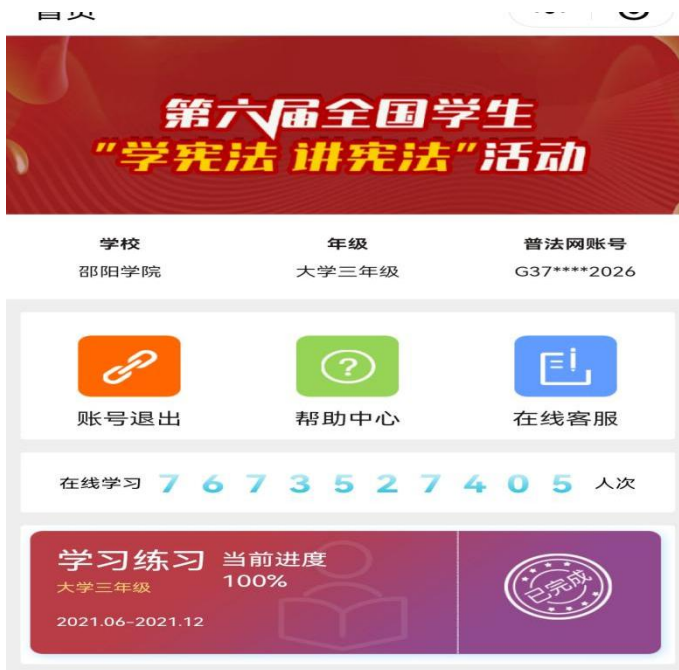 首页
第六届全国学生
"学宪法 讲宪法"活动
学校 年级 普法网账号
邵阳学院 大学三年级 G37****2026
账号退出 帮助中心 在线客服
在线学习 7673527405 人次
学习练习 当前进度
大学三年级 100%
2021.06-2021.12
已完成